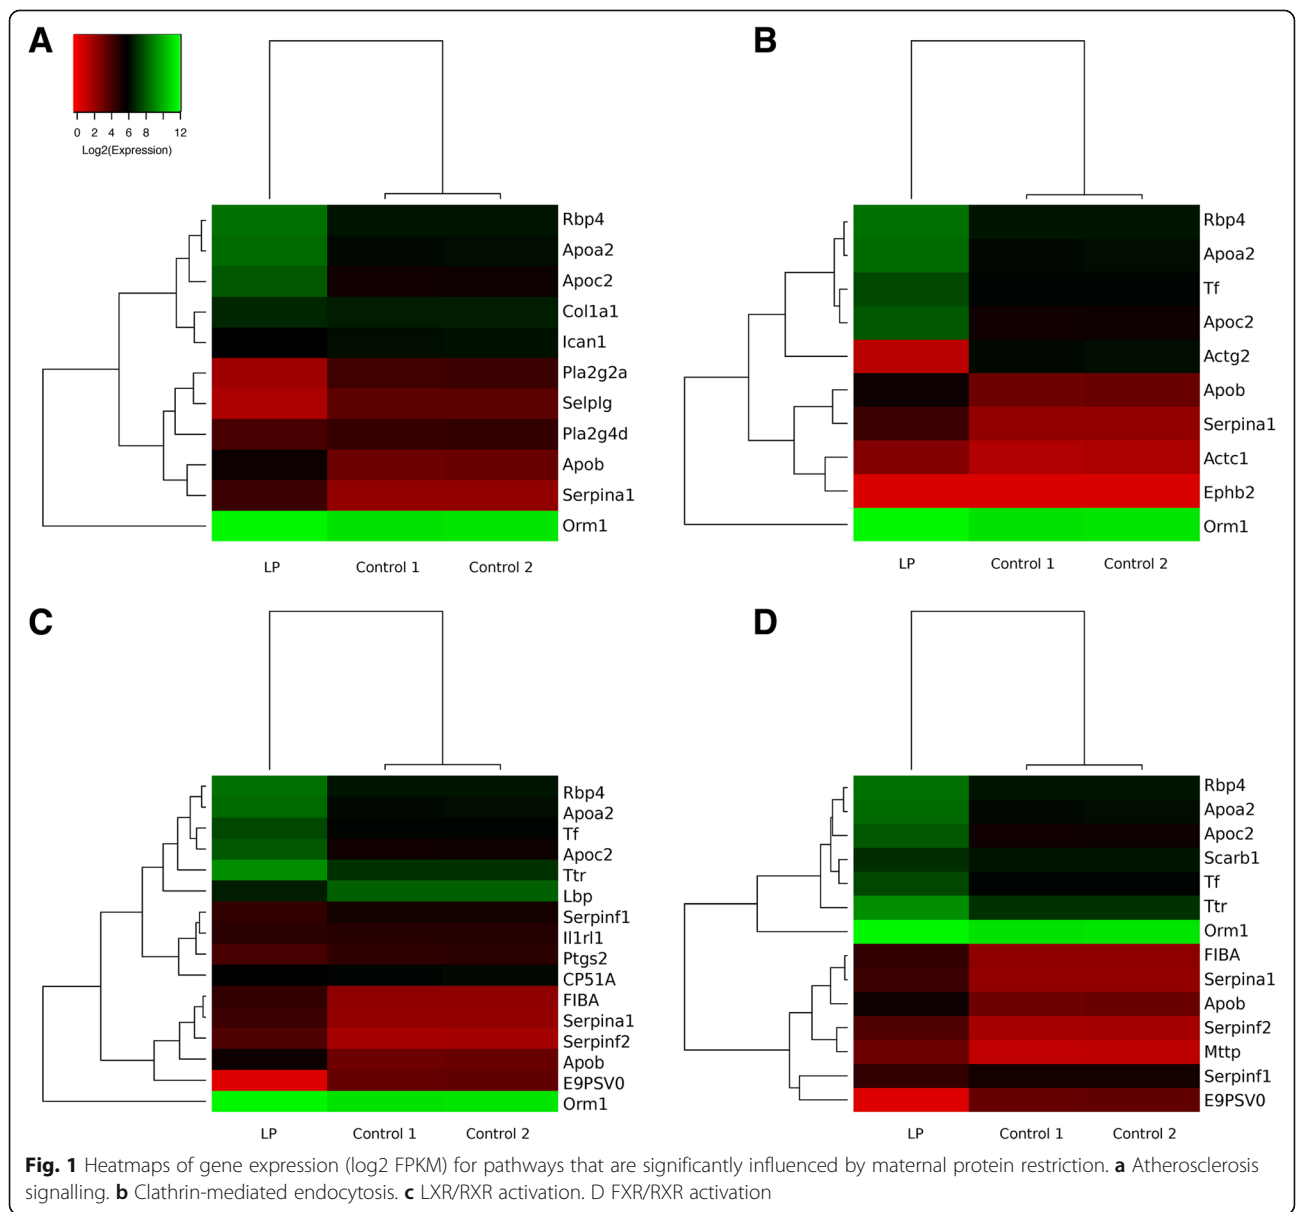 A
0 2 4 6 8 12
Log2(Expression)
Rbp4
Apoa2
Apoc2
Col1a1
Ican1
Pla2g2a
Selplg
Pla2g4d
Apob
Serpina1
Orm1
LP Control 1 Control 2
B
Rbp4
Apoa2
Tf
Apoc2
Actg2
Apob
Serpina1
Actc1
Ephb2
Orm1
LP Control 1 Control 2
C
Rbp4
Apoa2
Tf
Apoc2
Ttr
Lbp
Serpinf1
Il1rl1
Ptgs2
CP51A
FIBA
Serpina1
Serpinf2
Apob
E9PSV0
Orm1
LP Control 1 Control 2
D
Rbp4
Apoa2
Apoc2
Scarb1
Tf
Ttr
Orm1
FIBA
Serpina1
Apob
Serpinf2
Mttp
Serpinf1
E9PSV0
LP Control 1 Control 2
Fig. 1 Heatmaps of gene expression (log2 FPKM) for pathways that are significantly influenced by maternal protein restriction. a Atherosclerosis
signalling. b Clathrin-mediated endocytosis. c LXR/RXR activation. D FXR/RXR activation